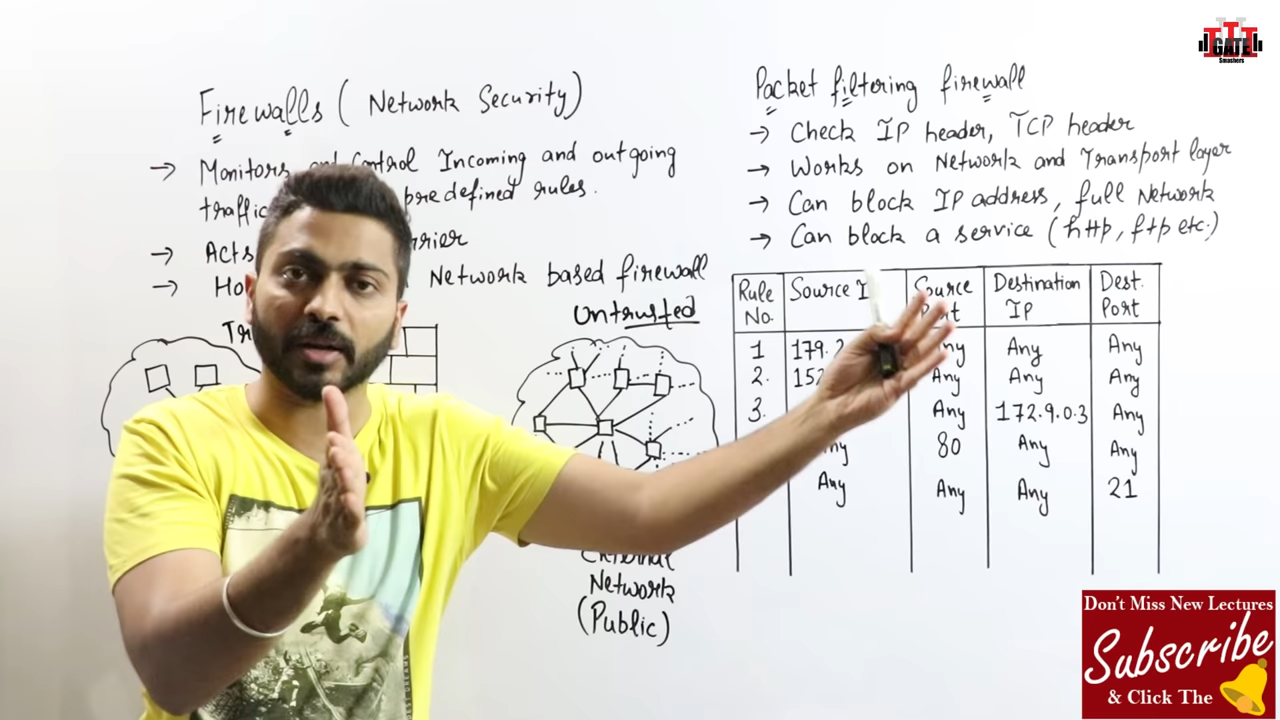 GATE
Smashers
Firewalls ( Network Security)
→ Monitors and Control Incoming and outgoing
traffic predefined rules.
→ Acts
→ Network based firewall
Untrusted
External
Network
(Public)
Packet filtering firewall
→ Check IP header, TCP header
→ Works on Network and Transport layer
→ Can block IP address, full Network
→ Can block a service (http, ftp etc.)
Rule No. Source Source Port Destination IP Dest. Port
1 179.2 Any Any Any
2. 152 Any Any Any
3. Any 172.9.0.3 Any
Any 80 Any Any
Any Any Any 21
Don't Miss New Lectures
Subscribe
& Click The